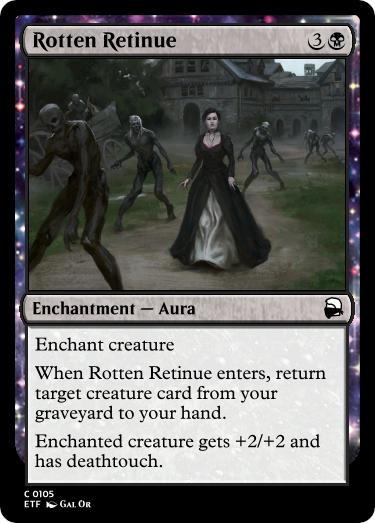 Rotten Retinue 3
Enchantment — Aura
Enchant creature
When Rotten Retinue enters, return
target creature card from your
graveyard to your hand.
Enchanted creature gets +2/+2 and
has deathtouch.
C 0105
ETF Gal Or